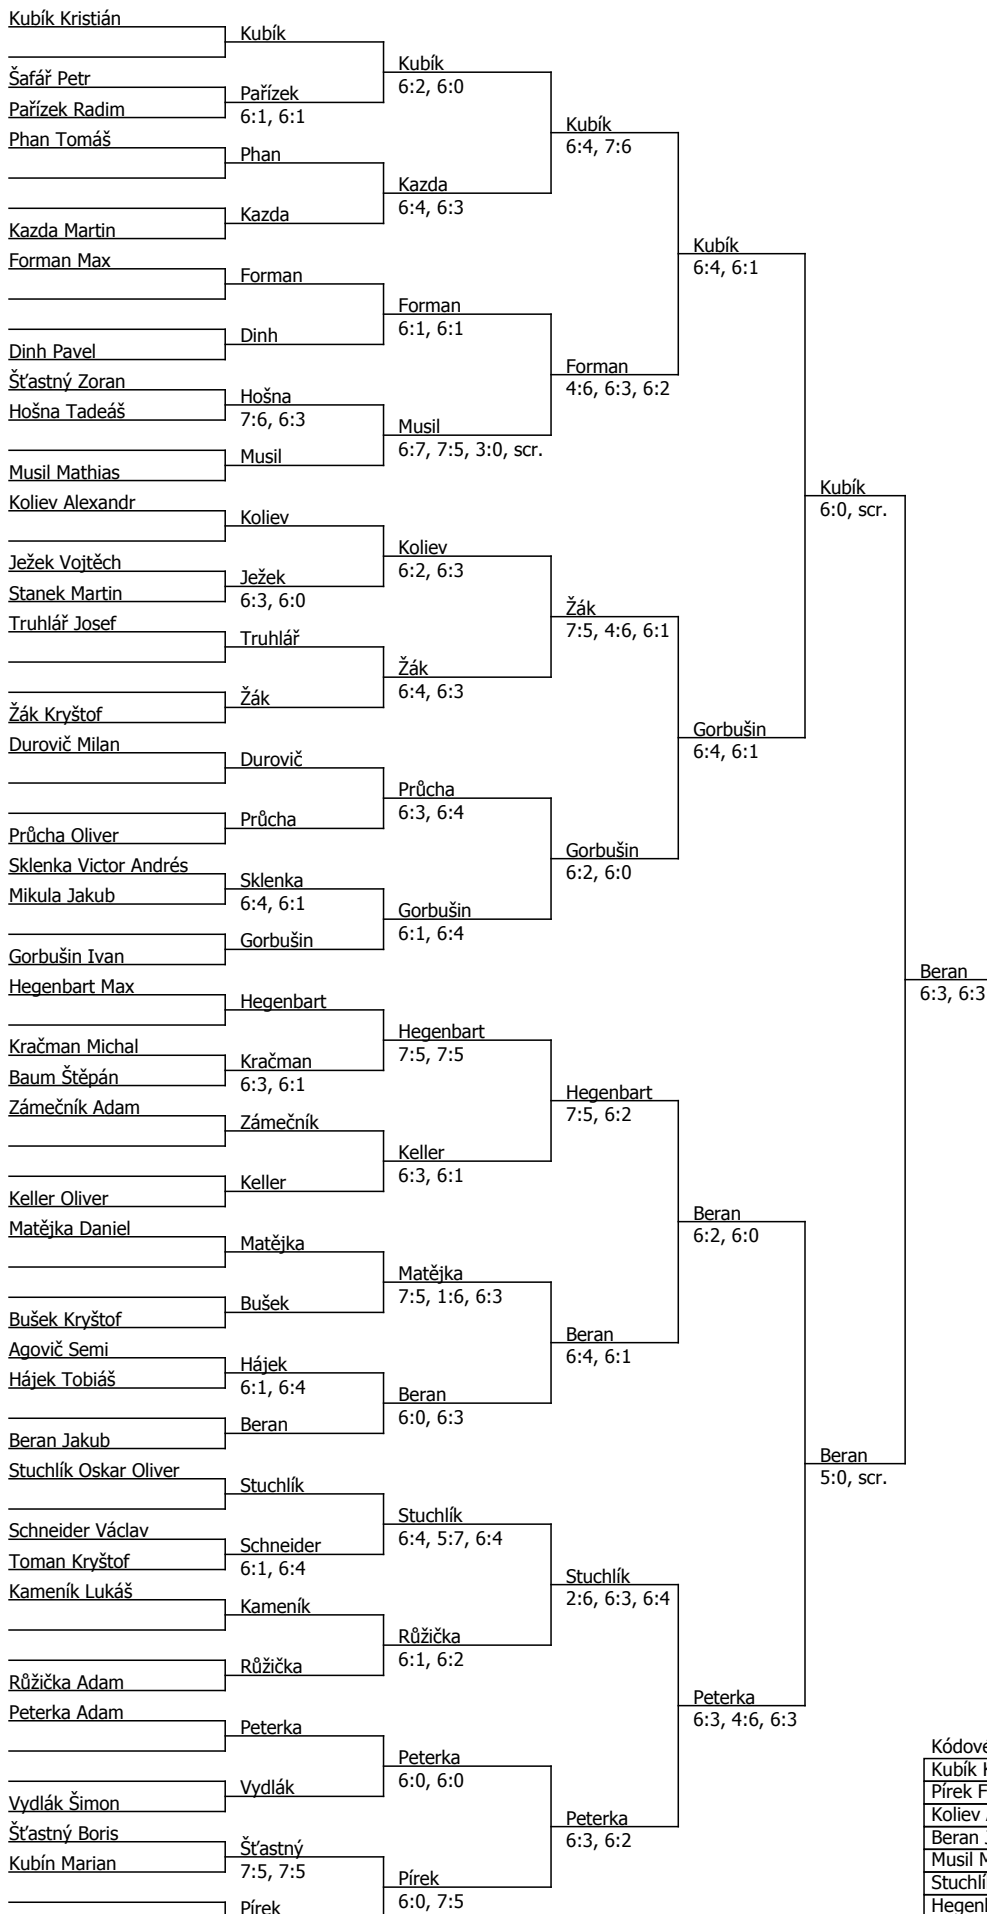 Kubík Kristián
Kubík
Kubík
6:2, 6:0
Šafář Petr
Pařízek
Pařízek Radim
6:1, 6:1
Kubík
6:4, 7:6
Phan Tomáš
Phan
Kazda
6:4, 6:3
Kazda
Kazda Martin
Kubík
6:4, 6:1
Forman Max
Forman
Forman
6:1, 6:1
Dinh
Dinh Pavel
Forman
4:6, 6:3, 6:2
Šťastný Zoran
Hošna
Hošna Tadeáš
7:6, 6:3
Musil
6:7, 7:5, 3:0, scr.
Musil
Musil Mathias
Kubík
6:0, scr.
Koliev Alexandr
Koliev
Koliev
6:2, 6:3
Ježek Vojtěch
Ježek
Stanek Martin
6:3, 6:0
Žák
7:5, 4:6, 6:1
Truhlář Josef
Truhlář
Žák
6:4, 6:3
Žák
Žák Kryštof
Gorbušin
6:4, 6:1
Durovič Milan
Durovič
Průcha
6:3, 6:4
Průcha
Průcha Oliver
Gorbušin
6:2, 6:0
Sklenka Victor Andrés
Sklenka
Mikula Jakub
6:4, 6:1
Gorbušin
6:1, 6:4
Gorbušin
Gorbušin Ivan
Beran
6:3, 6:3
Hegenbart Max
Hegenbart
Hegenbart
7:5, 7:5
Kračman Michal
Kračman
Baum Štěpán
6:3, 6:1
Hegenbart
7:5, 6:2
Zámečník Adam
Zámečník
Keller
6:3, 6:1
Keller
Keller Oliver
Beran
6:2, 6:0
Matějka Daniel
Matějka
Matějka
7:5, 1:6, 6:3
Bušek
Bušek Kryštof
Beran
6:4, 6:1
Agovič Semi
Hájek
Hájek Tobiáš
6:1, 6:4
Beran
6:0, 6:3
Beran
Beran Jakub
Beran
5:0, scr.
Stuchlík Oskar Oliver
Stuchlík
Stuchlík
6:4, 5:7, 6:4
Schneider Václav
Schneider
Toman Kryštof
6:1, 6:4
Stuchlík
2:6, 6:3, 6:4
Kameník Lukáš
Kameník
Růžička
6:1, 6:2
Růžička
Růžička Adam
Peterka
6:3, 4:6, 6:3
Peterka Adam
Peterka
Peterka
6:0, 6:0
Vydlák
Vydlák Šimon
Peterka
6:3, 6:2
Šťastný Boris
Šťastný
Kubín Marian
7:5, 7:5
Pírek
6:0, 7:5
Pírek
Kódové
Kubík
Pírek
Koliev
Beran
Musil
Stuchlí
Hegenl